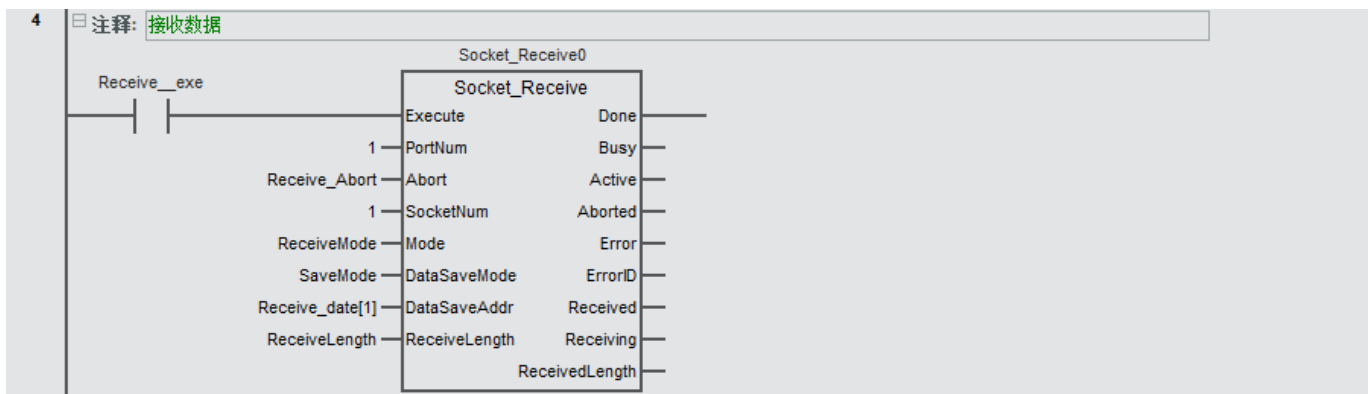 4 注释: 接收数据
Socket_Receive0
Receive__exe Socket_Receive
Execute Done
1 PortNum Busy
Receive_Abort Abort Active
1 SocketNum Aborted
ReceiveMode Mode Error
SaveMode DataSaveMode ErrorID
Receive_date[1] DataSaveAddr Received
ReceiveLength ReceiveLength Receiving
ReceivedLength